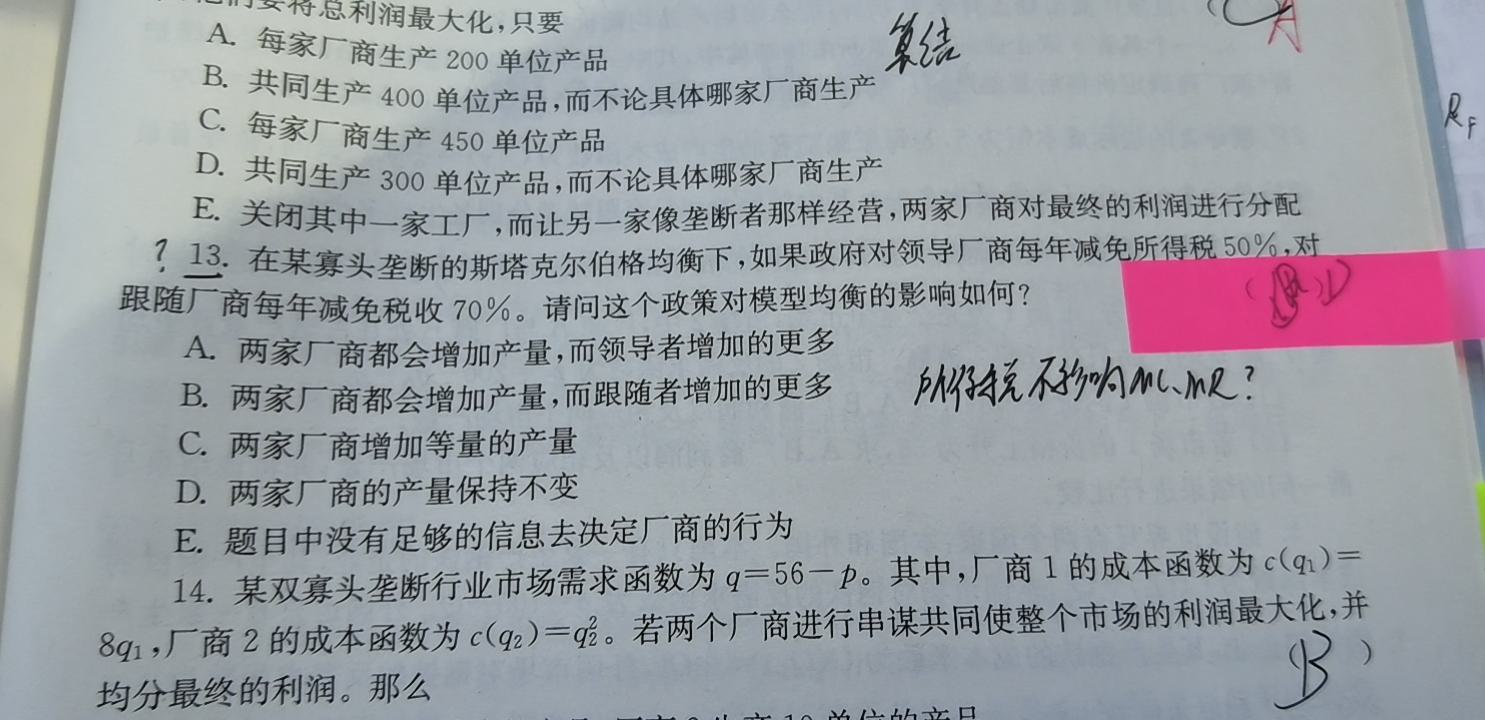 要将总利润最大化,只要
A. 每家厂商生产 200 单位产品
B. 共同生产 400 单位产品,而不论具体哪家厂商生产
C. 每家厂商生产 450 单位产品
D. 共同生产 300 单位产品,而不论具体哪家厂商生产
E. 关闭其中一家工厂,而让另一家像垄断者那样经营,两家厂商对最终的利润进行分配
A
R_F
? 13. 在某寡头垄断的斯塔克尔伯格均衡下,如果政府对领导厂商每年减免所得税 50%,对
跟随厂商每年减免税收 70%。请问这个政策对模型均衡的影响如何?
A. 两家厂商都会增加产量,而领导者增加的更多
B. 两家厂商都会增加产量,而跟随者增加的更多
所得税不影响MC、MR?
C. 两家厂商增加等量的产量
D. 两家厂商的产量保持不变
E. 题目中没有足够的信息去决定厂商的行为
14. 某双寡头垄断行业市场需求函数为 q=56-p。其中,厂商 1 的成本函数为 c(q₁)=
8q₁,厂商 2 的成本函数为 c(q₂)=q₂²。若两个厂商进行串谋共同使整个市场的利润最大化,并
均分最终的利润。那么
(B)